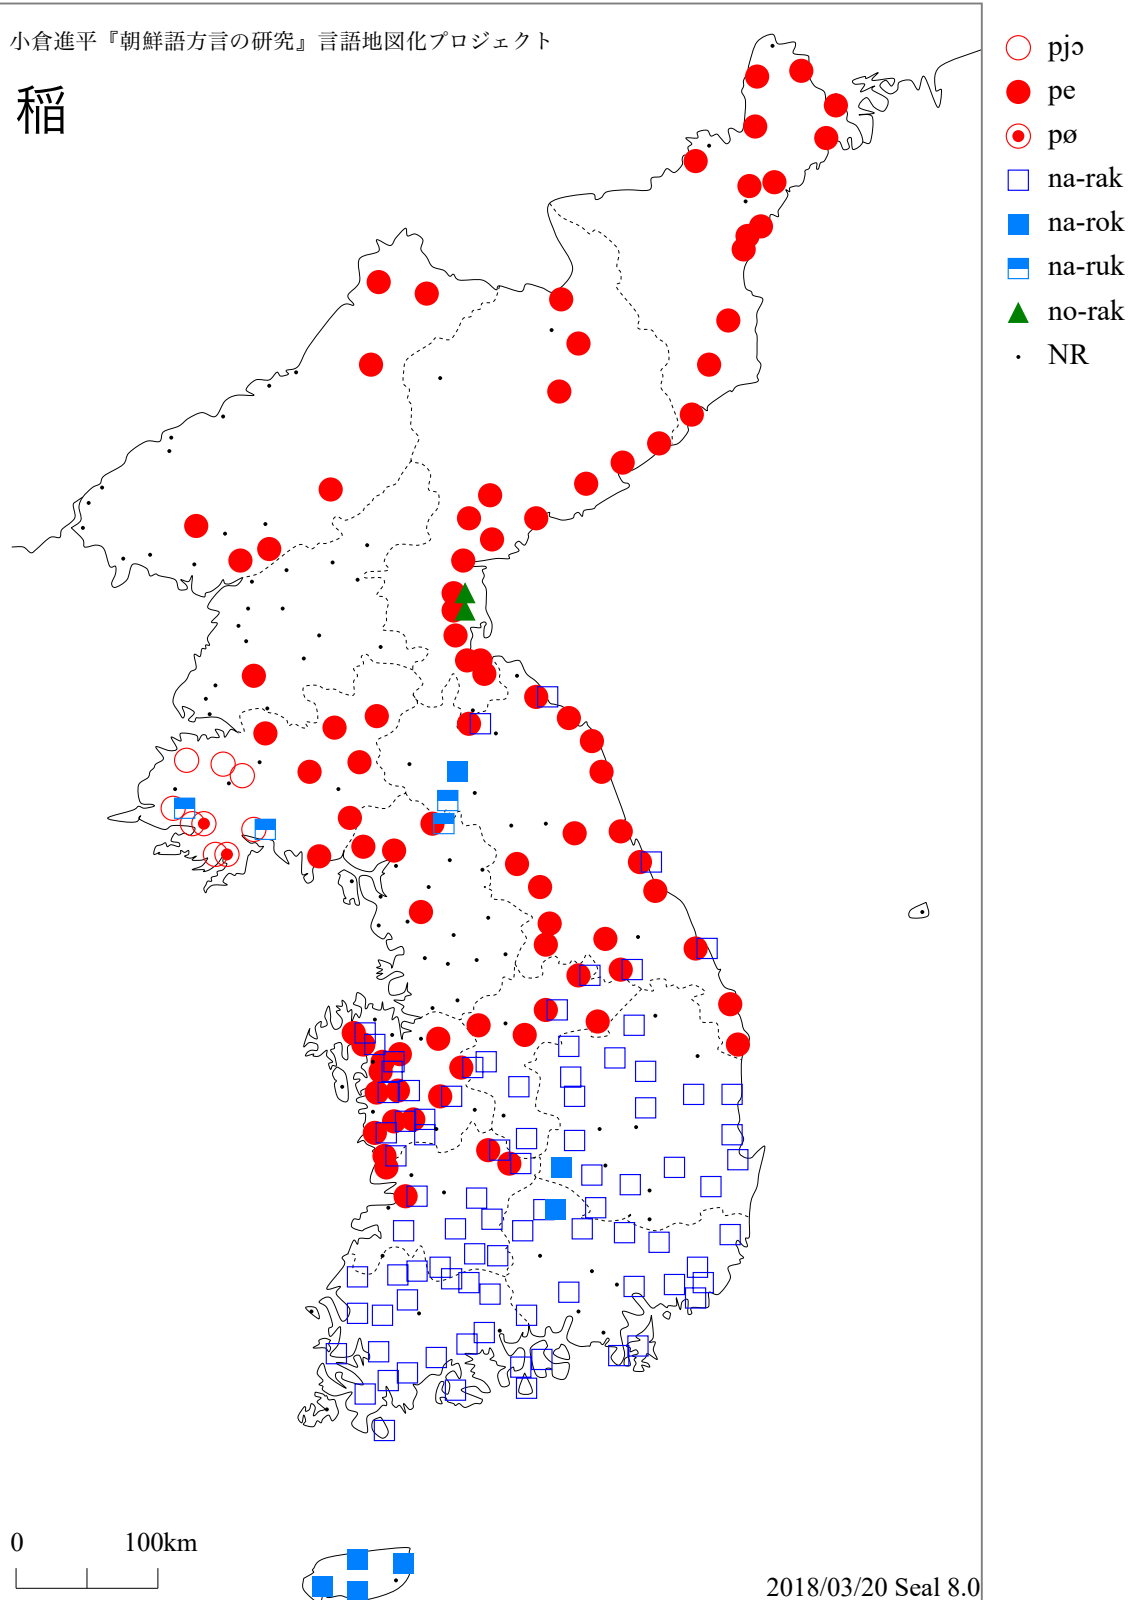 小倉進平『朝鮮語方言の研究』言語地図化プロジェクト
稲
pjɔ
pe
pø
na-rak
na-rok
na-ruk
no-rak
NR
0 100km
2018/03/20 Seal 8.0